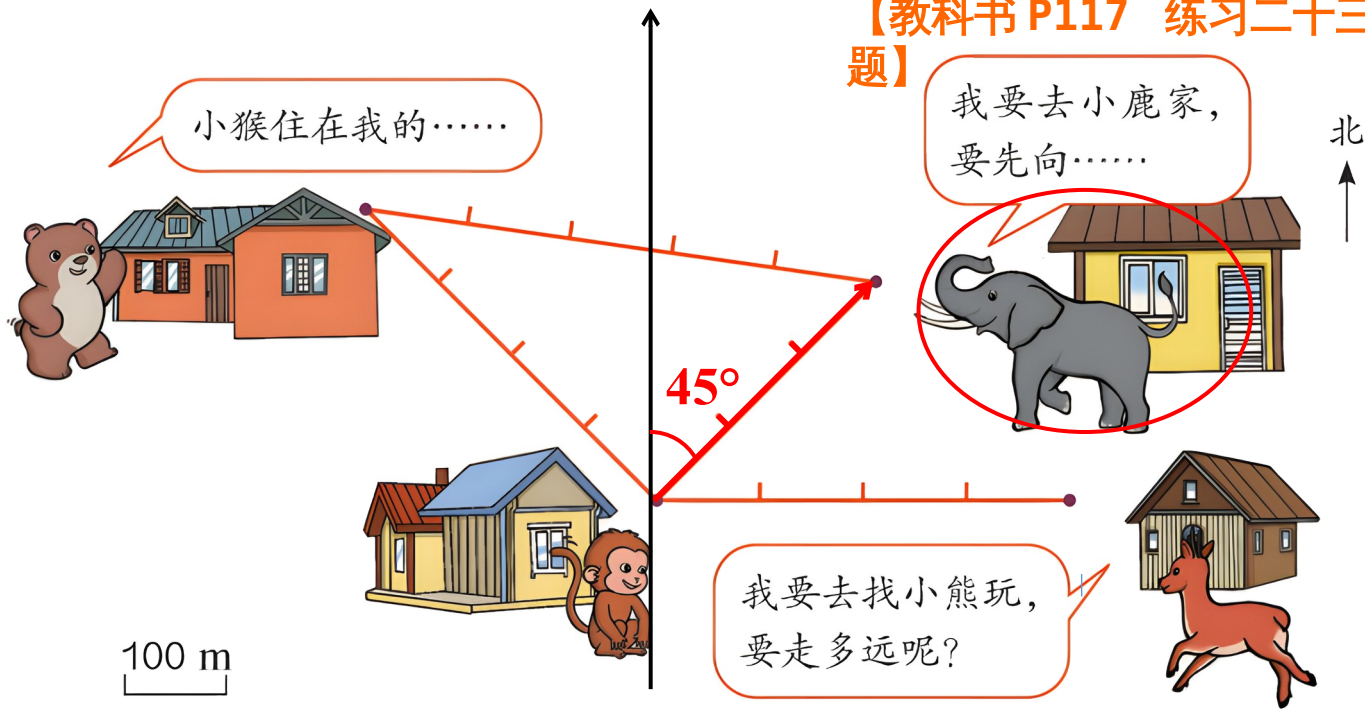 【教科书 P117 练习二十三
题】
小猴住在我的……
我要去小鹿家，
要先向……
北
45°
我要去找小熊玩，
要走多远呢？
100 m